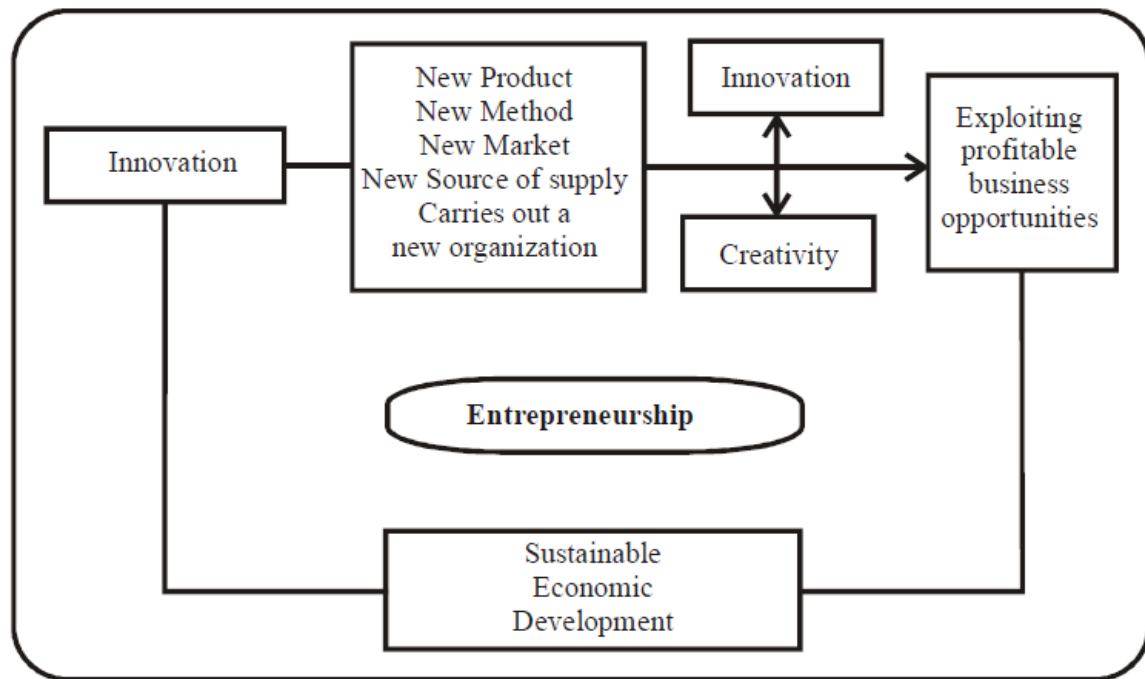 Innovation
New Product
New Method
New Market
New Source of supply
Carries out a
new organization
Innovation
Creativity
Exploiting
profitable
business
opportunities
Entrepreneurship
Sustainable
Economic
Development